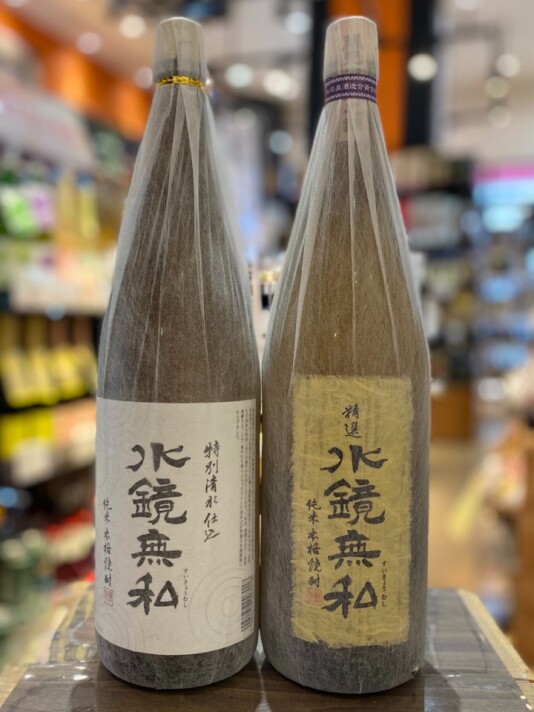 特別清水仕込
水鏡無私
すいきょうむし
純米本格焼酎
精選
水鏡無私
すいきょうむし
純米本格焼酎